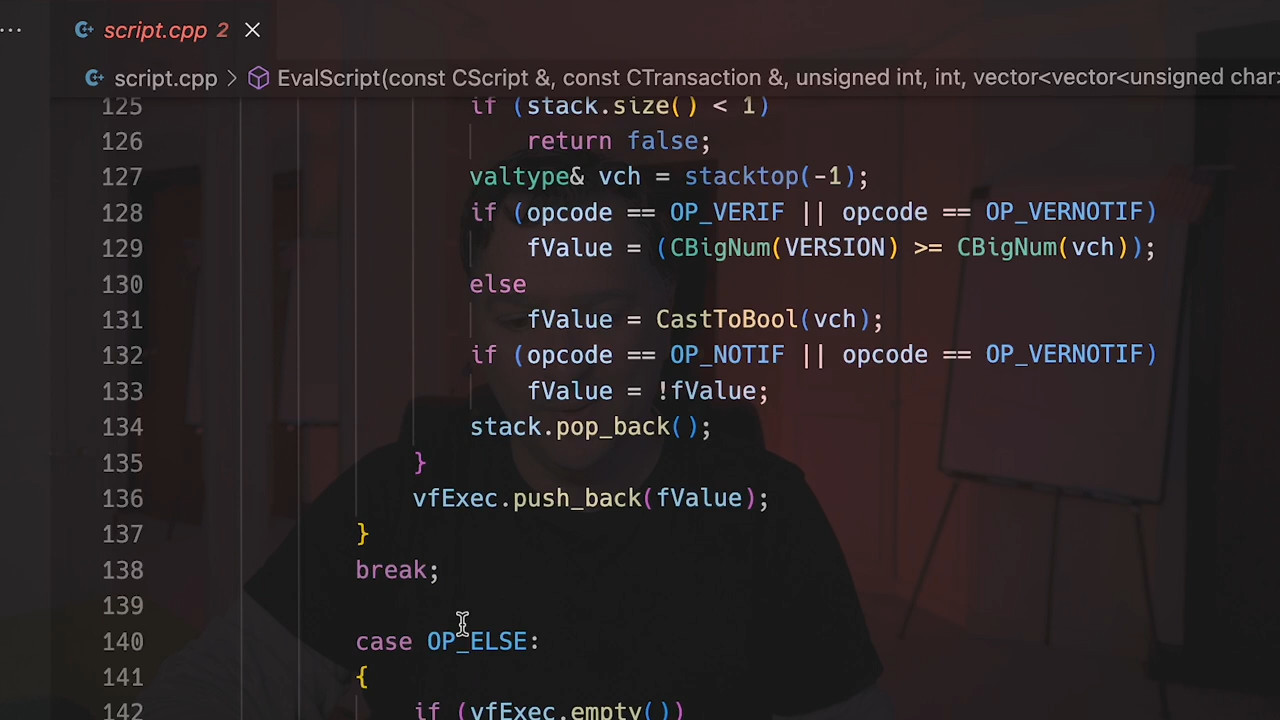 script.cpp 2
script.cpp > EvalScript(const CScript &, const CTransaction &, unsigned int, int, vector<vector<unsigned char>
125 if (stack.size() < 1)
126 return false;
127 valtype& vch = stacktop(-1);
128 if (opcode == OP_VERIF || opcode == OP_VERNOTIF)
129 fValue = (CBigNum(VERSION) >= CBigNum(vch));
130 else
131 fValue = CastToBool(vch);
132 if (opcode == OP_NOTIF || opcode == OP_VERNOTIF)
133 fValue = !fValue;
134 stack.pop_back();
135 }
136 vfExec.push_back(fValue);
137 }
138 break;
139
140 case OP_ELSE:
141 {
142 if (vfExec.empty())